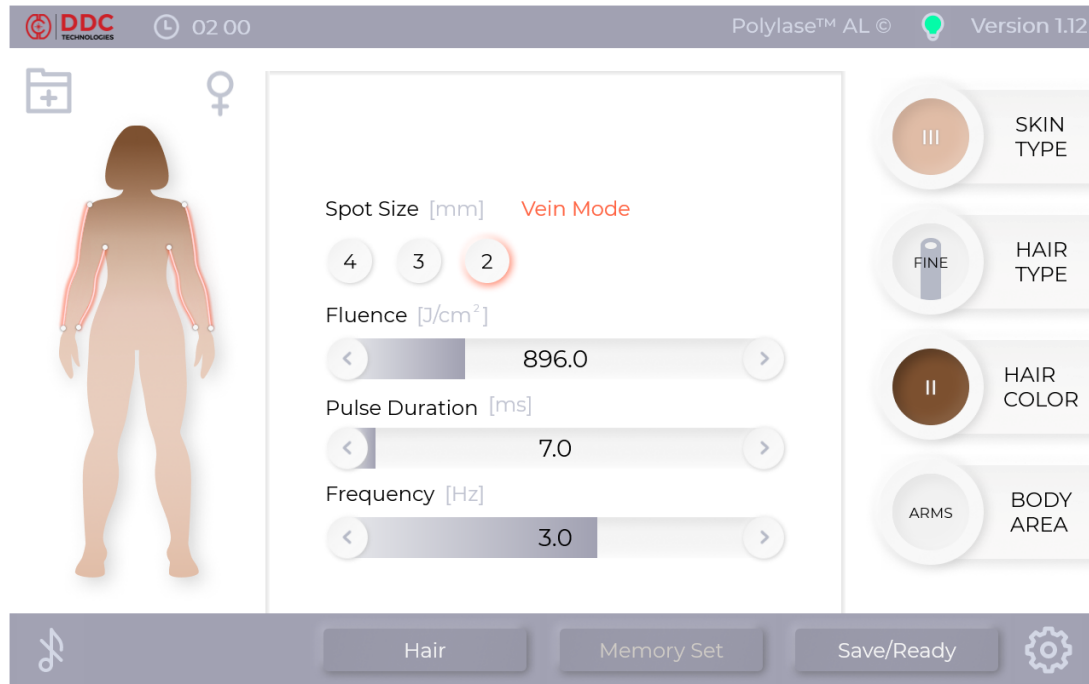 DDC
TECHNOLOGIES
02 00
Polylase™ AL ©
Version 1.12
Spot Size [mm] Vein Mode
4 3 2
Fluence [J/cm²]
896.0
Pulse Duration [ms]
7.0
Frequency [Hz]
3.0
III
SKIN
TYPE
FINE
HAIR
TYPE
II
HAIR
COLOR
ARMS
BODY
AREA
Hair
Memory Set
Save/Ready